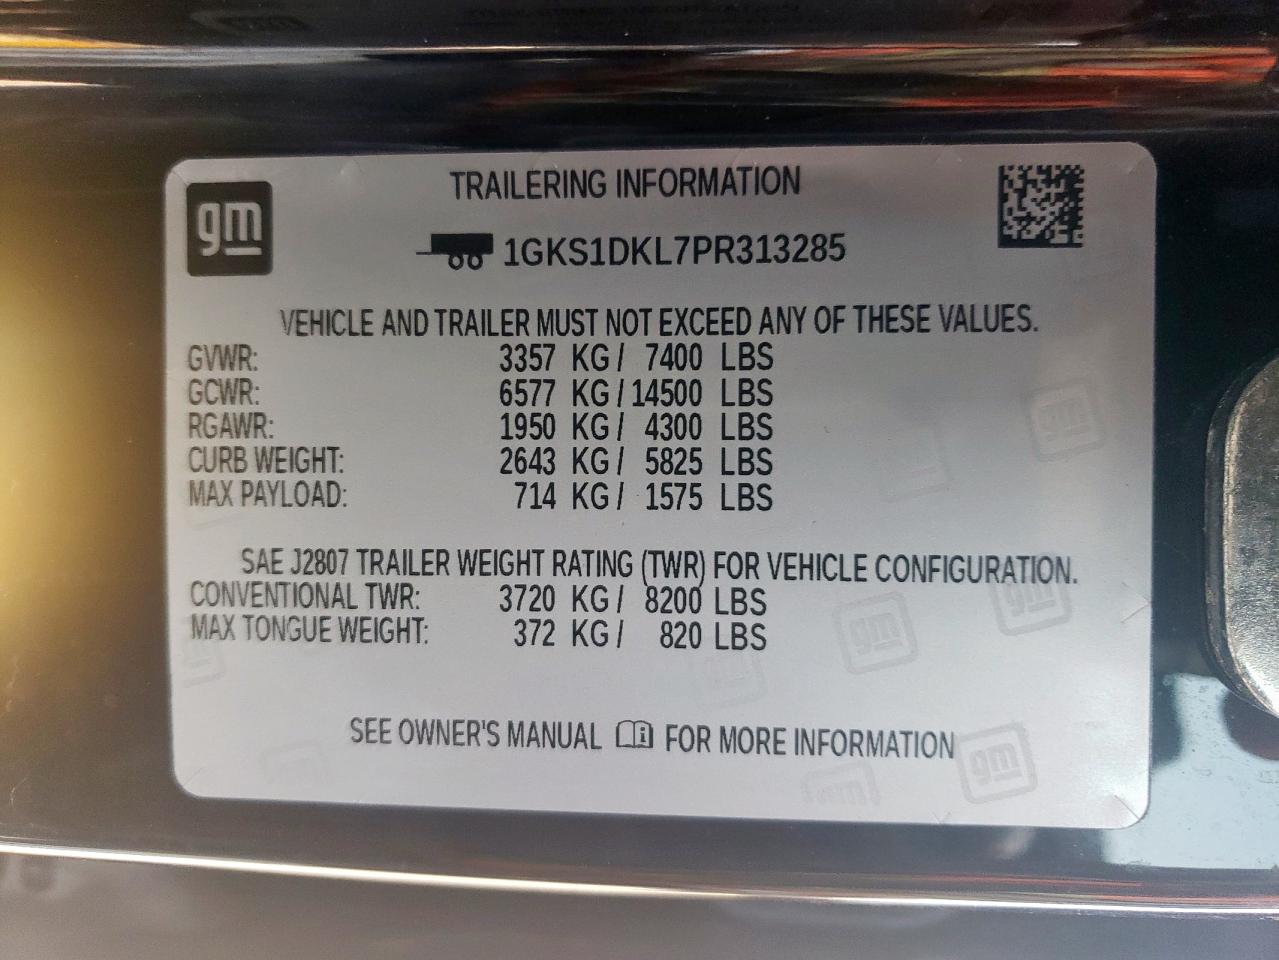 gm
TRAILERING INFORMATION
1GKS1DKL7PR313285
VEHICLE AND TRAILER MUST NOT EXCEED ANY OF THESE VALUES.
GVWR: 3357 KG / 7400 LBS
GCWR: 6577 KG / 14500 LBS
RGAWR: 1950 KG / 4300 LBS
CURB WEIGHT: 2643 KG / 5825 LBS
MAX PAYLOAD: 714 KG / 1575 LBS
SAE J2807 TRAILER WEIGHT RATING (TWR) FOR VEHICLE CONFIGURATION.
CONVENTIONAL TWR: 3720 KG / 8200 LBS
MAX TONGUE WEIGHT: 372 KG / 820 LBS
SEE OWNER'S MANUAL FOR MORE INFORMATION